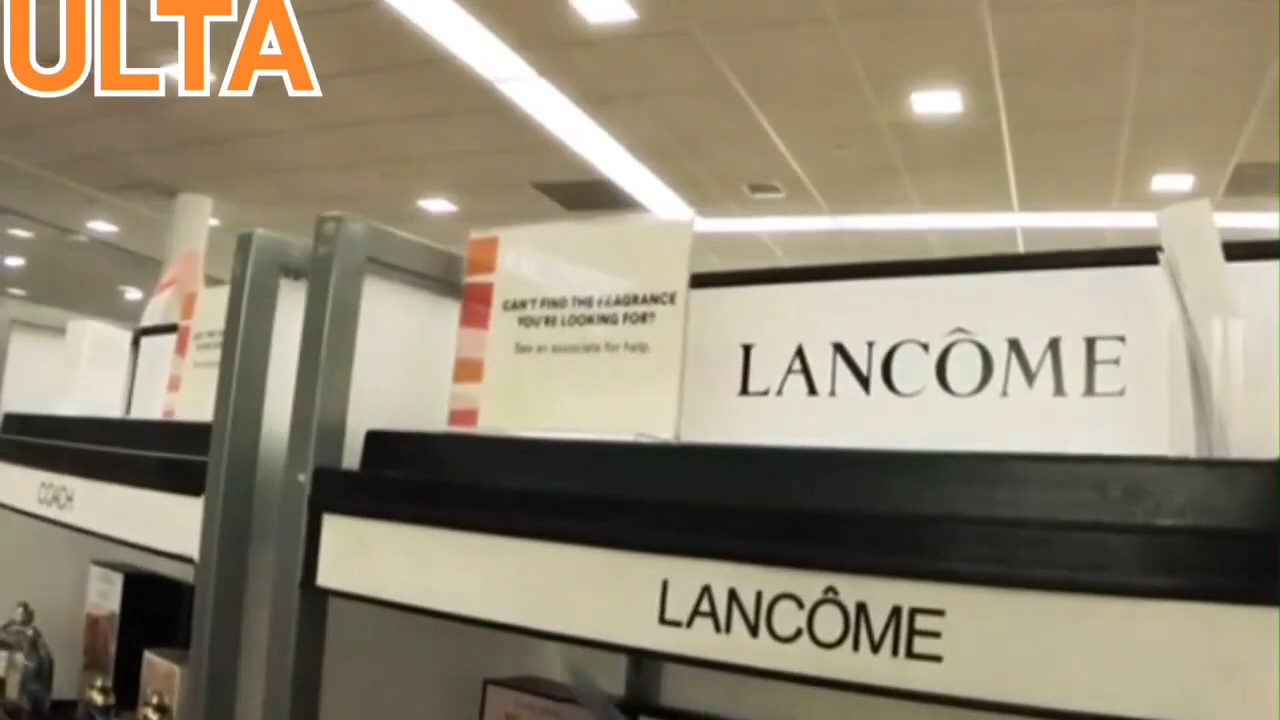 ULTA
CAN'T FIND THE FRAGRANCE
YOU'RE LOOKING FOR?
See an associate for help.
LANCÔME
COACH
LANCÔME